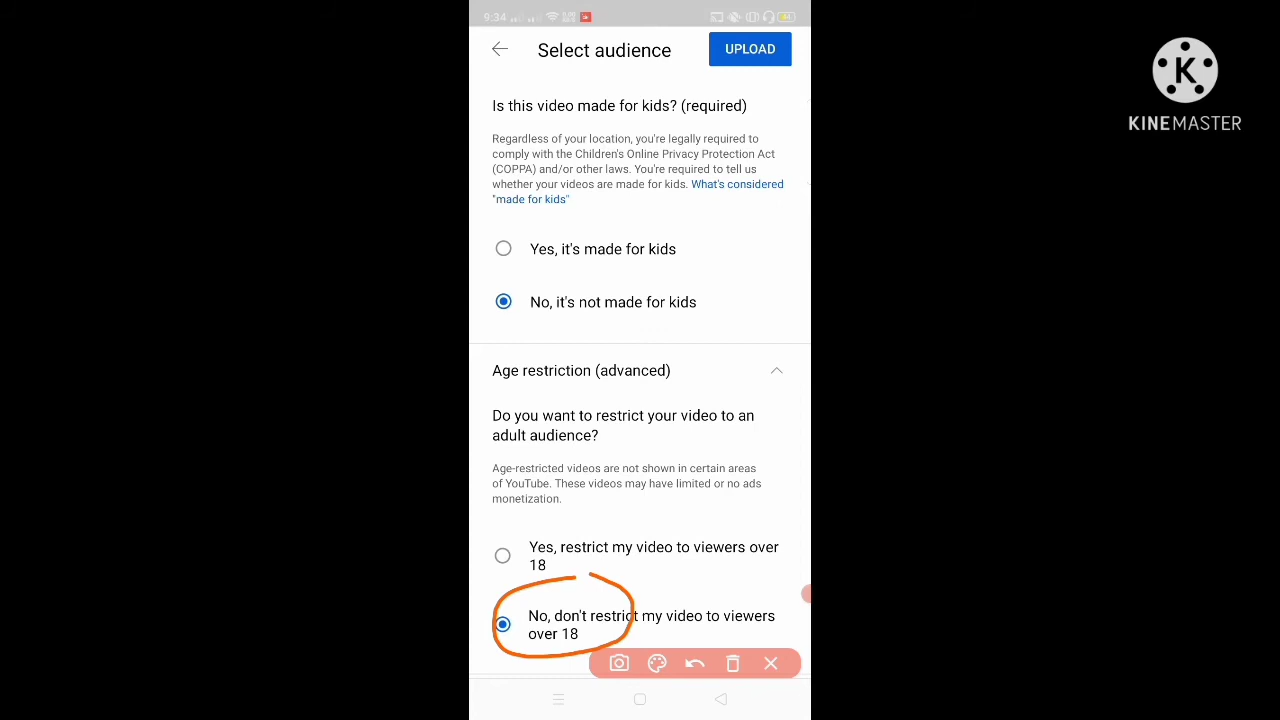 9:34
Select audience
UPLOAD
Is this video made for kids? (required)
Regardless of your location, you're legally required to
comply with the Children's Online Privacy Protection Act
(COPPA) and/or other laws. You're required to tell us
whether your videos are made for kids. What's considered
"made for kids"
Yes, it's made for kids
No, it's not made for kids
Age restriction (advanced)
Do you want to restrict your video to an
adult audience?
Age-restricted videos are not shown in certain areas
of YouTube. These videos may have limited or no ads
monetization.
Yes, restrict my video to viewers over
18
No, don't restrict my video to viewers
over 18
K
KINEMASTER